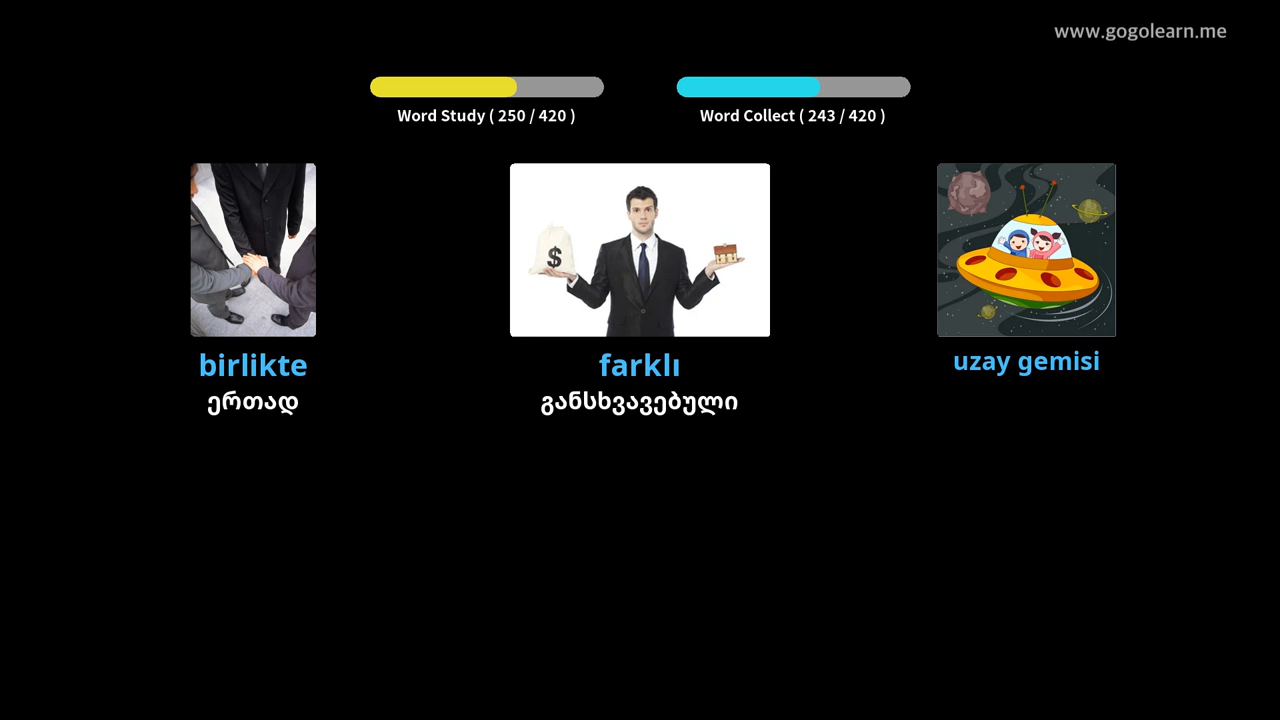 www.gogolearn.me
Word Study ( 250 / 420 )
Word Collect ( 243 / 420 )
$
birlikte
ერთად
farklı
განსხვავებული
uzay gemisi